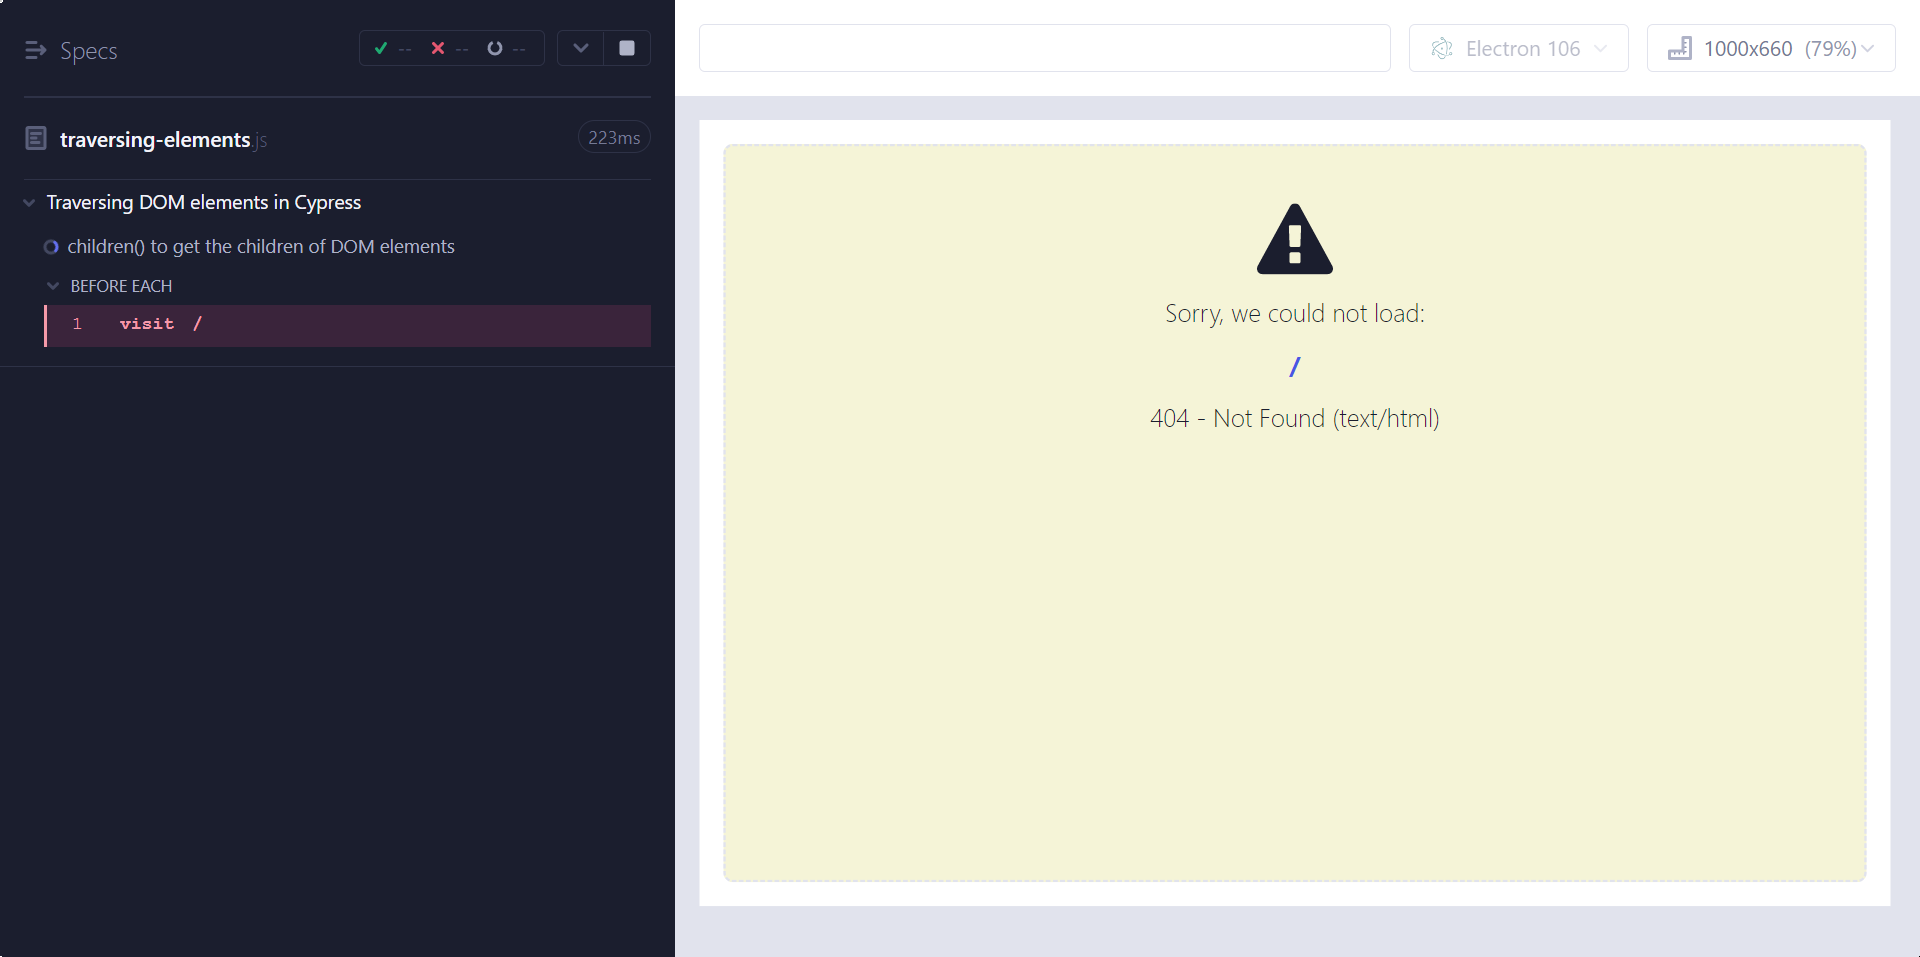 Specs
-- -- --
traversing-elements.js
223ms
Traversing DOM elements in Cypress
children() to get the children of DOM elements
BEFORE EACH
1 visit /
Electron 106
1000x660 (79%)
Sorry, we could not load:
/
404 - Not Found (text/html)